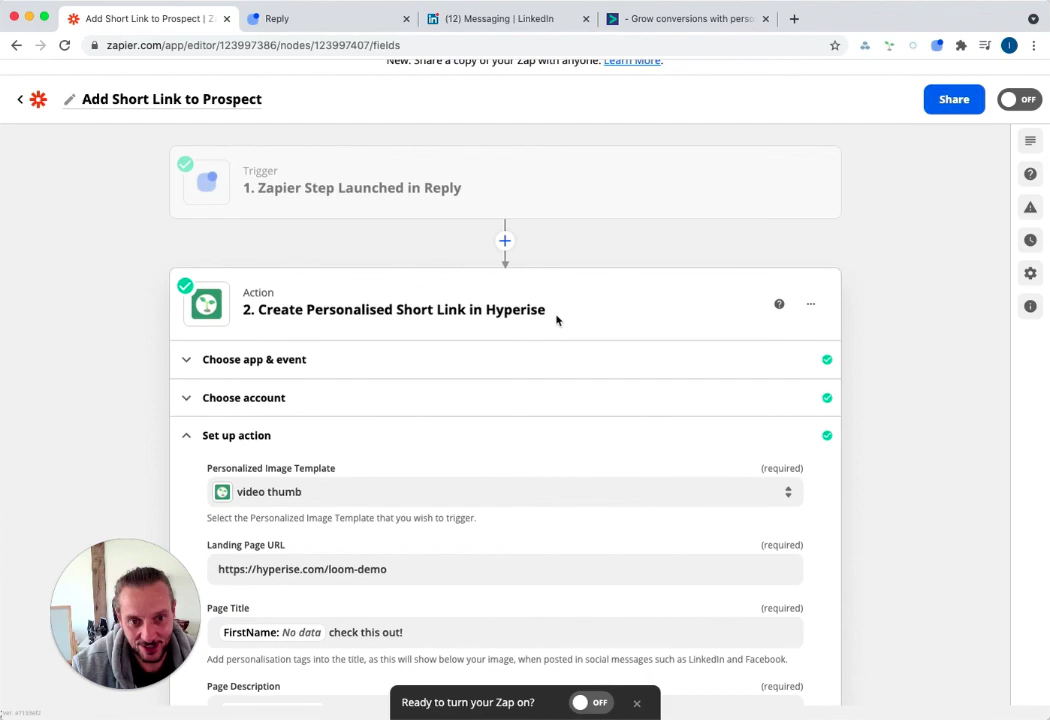 Add Short Link to Prospect | Z
Reply
(12) Messaging | LinkedIn
- Grow conversions with perso
zapier.com/app/editor/123997386/nodes/123997407/fields
New: Share a copy of your Zap with anyone. Learn More.
Add Short Link to Prospect
Share
OFF
Trigger
1. Zapier Step Launched in Reply
Action
2. Create Personalised Short Link in Hyperise
Choose app & event
Choose account
Set up action
Personalized Image Template
(required)
video thumb
Select the Personalized Image Template that you wish to trigger.
Landing Page URL
(required)
https://hyperise.com/loom-demo
Page Title
(required)
FirstName: No data check this out!
Add personalisation tags into the title, as this will show below your image, when posted in social messages such as LinkedIn and Facebook.
Page Description
(required)
Ready to turn your Zap on?
OFF